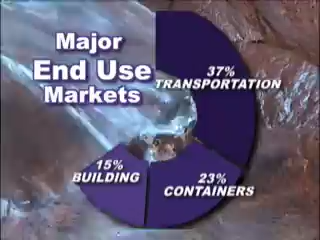 Major
End Use
Markets
37%
TRANSPORTATION
15%
BUILDING
23%
CONTAINERS